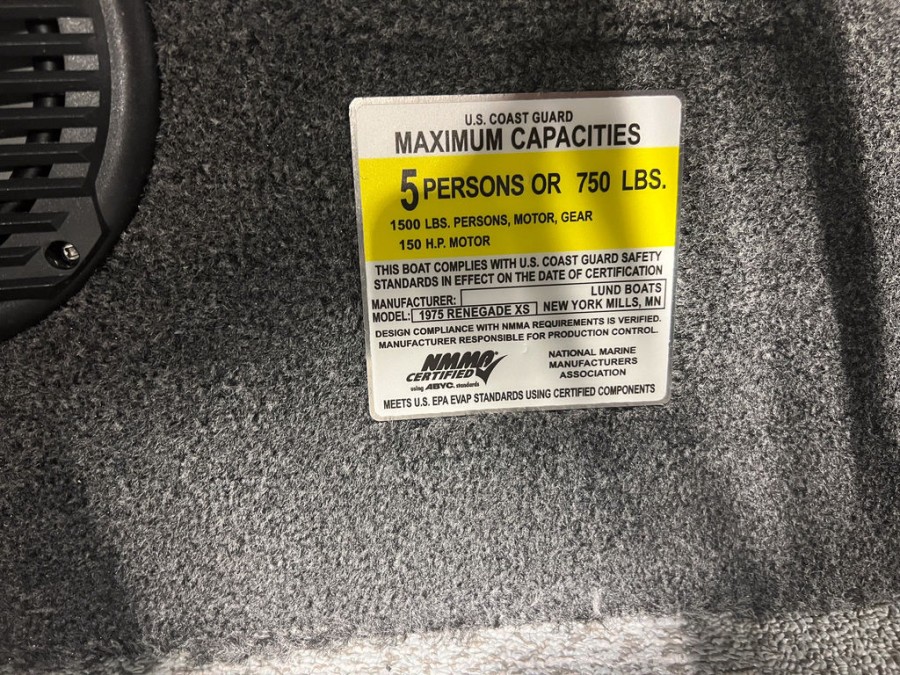 U.S. COAST GUARD
MAXIMUM CAPACITIES
5 PERSONS OR 750 LBS.
1500 LBS. PERSONS, MOTOR, GEAR
150 H.P. MOTOR
THIS BOAT COMPLIES WITH U.S. COAST GUARD SAFETY
STANDARDS IN EFFECT ON THE DATE OF CERTIFICATION
MANUFACTURER: LUND BOATS
MODEL: 1975 RENEGADE XS NEW YORK MILLS, MN
DESIGN COMPLIANCE WITH NMMA REQUIREMENTS IS VERIFIED.
MANUFACTURER RESPONSIBLE FOR PRODUCTION CONTROL.
NMMA®
CERTIFIED
using ABYC. standards
NATIONAL MARINE
MANUFACTURERS
ASSOCIATION
MEETS U.S. EPA EVAP STANDARDS USING CERTIFIED COMPONENTS